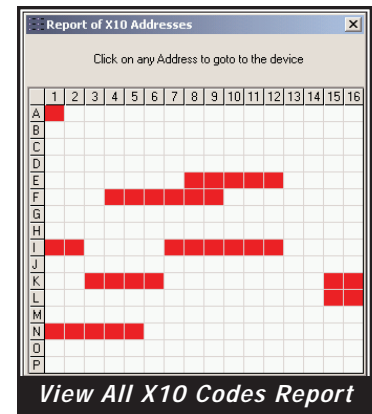 Report of X10 Addresses
Click on any Address to goto to the device
1 2 3 4 5 6 7 8 9 10 11 12 13 14 15 16
A
B
C
D
E
F
G
H
I
J
K
L
M
N
O
P
View All X10 Codes Report